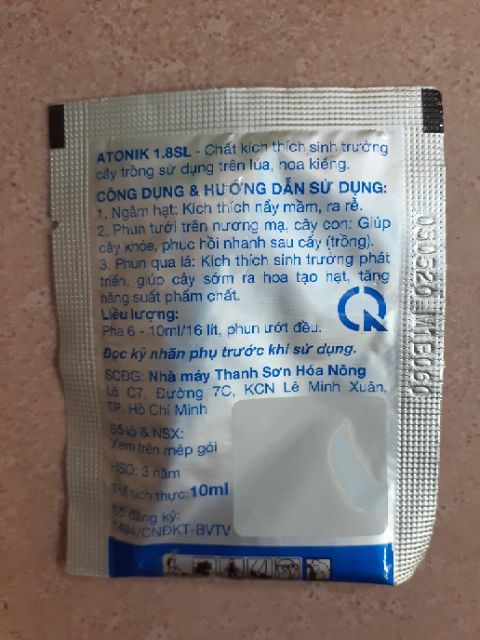 ATONIK 1.8SL - Chất kích thích sinh trưởng
cây trồng sử dụng trên lúa, hoa kiểng.
CÔNG DỤNG & HƯỚNG DẪN SỬ DỤNG:
1. Ngâm hạt: Kích thích nẩy mầm, ra rễ.
2. Phun tưới trên nương mạ, cây con: Giúp
cây khỏe, phục hồi nhanh sau cấy (trồng).
3. Phun qua lá: Kích thích sinh trưởng phát
triển, giúp cây sớm ra hoa tạo hạt, tăng
năng suất phẩm chất.
Liều lượng:
Pha 6 - 10ml/16 lít, phun ướt đều.
Đọc kỹ nhãn phụ trước khi sử dụng.
SCĐG: Nhà máy Thanh Sơn Hóa Nông
Lô C7, Đường 7C, KCN Lê Minh Xuân,
TP. Hồ Chí Minh
Số lô & NSX:
Xem trên mép gói
HSD: 3 năm
Thể tích thực: 10ml
Số đăng ký:
1494/CNĐKT-BVTV
050520